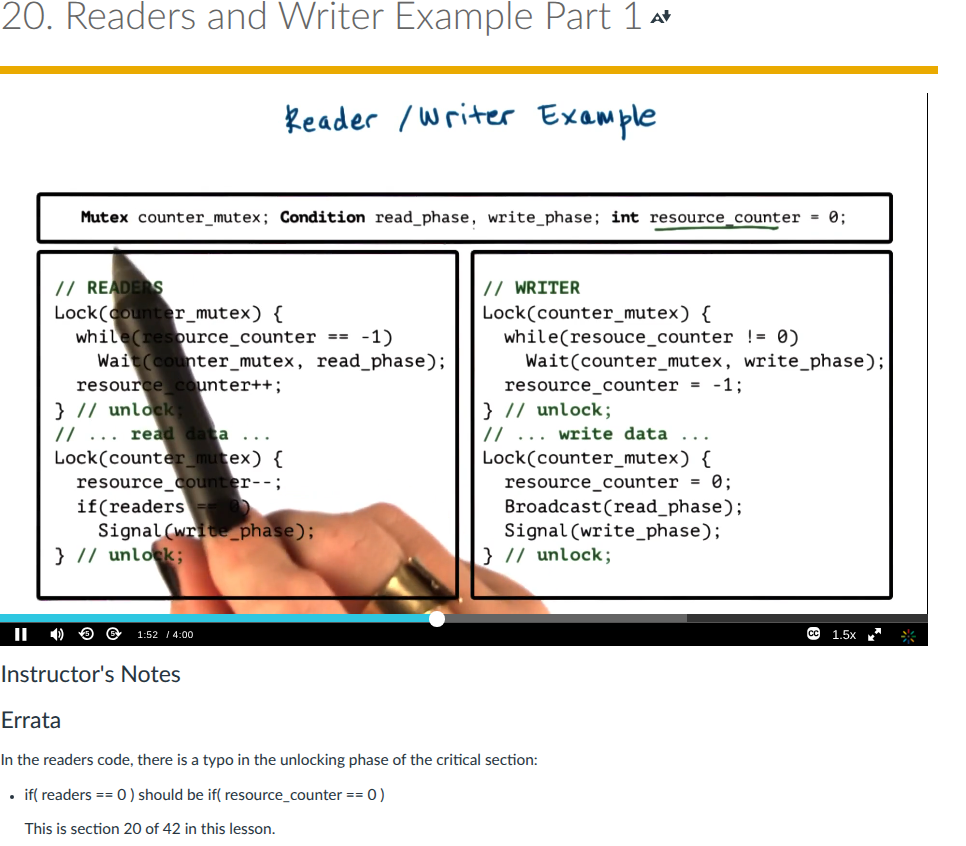 20. Readers and Writer Example Part 1
Reader / Writer Example
Mutex counter_mutex; Condition read_phase, write_phase; int resource_counter = 0;
// READERS
Lock(counter_mutex) {
while(resource_counter == -1)
Wait(counter_mutex, read_phase);
resource_counter++;
} // unlock;
// ... read data ...
Lock(counter_mutex) {
resource_counter--;
if(readers == 0)
Signal(write_phase);
} // unlock;
// WRITER
Lock(counter_mutex) {
while(resouce_counter != 0)
Wait(counter_mutex, write_phase);
resource_counter = -1;
} // unlock;
// ... write data ...
Lock(counter_mutex) {
resource_counter = 0;
Broadcast(read_phase);
Signal(write_phase);
} // unlock;
5 5 1:52 / 4:00 CC 1.5x
Instructor's Notes
Errata
In the readers code, there is a typo in the unlocking phase of the critical section:
• if( readers == 0 ) should be if( resource_counter == 0 )
This is section 20 of 42 in this lesson.